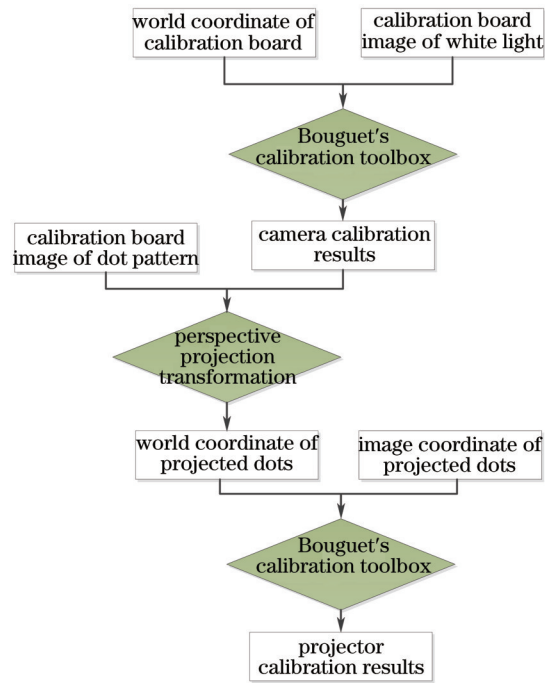 world coordinate of
calibration board
calibration board
image of white light
Bouguet's
calibration toolbox
calibration board
image of dot pattern
camera calibration
results
perspective
projection
transformation
world coordinate of
projected dots
image coordinate of
projected dots
Bouguet's
calibration toolbox
projector
calibration results